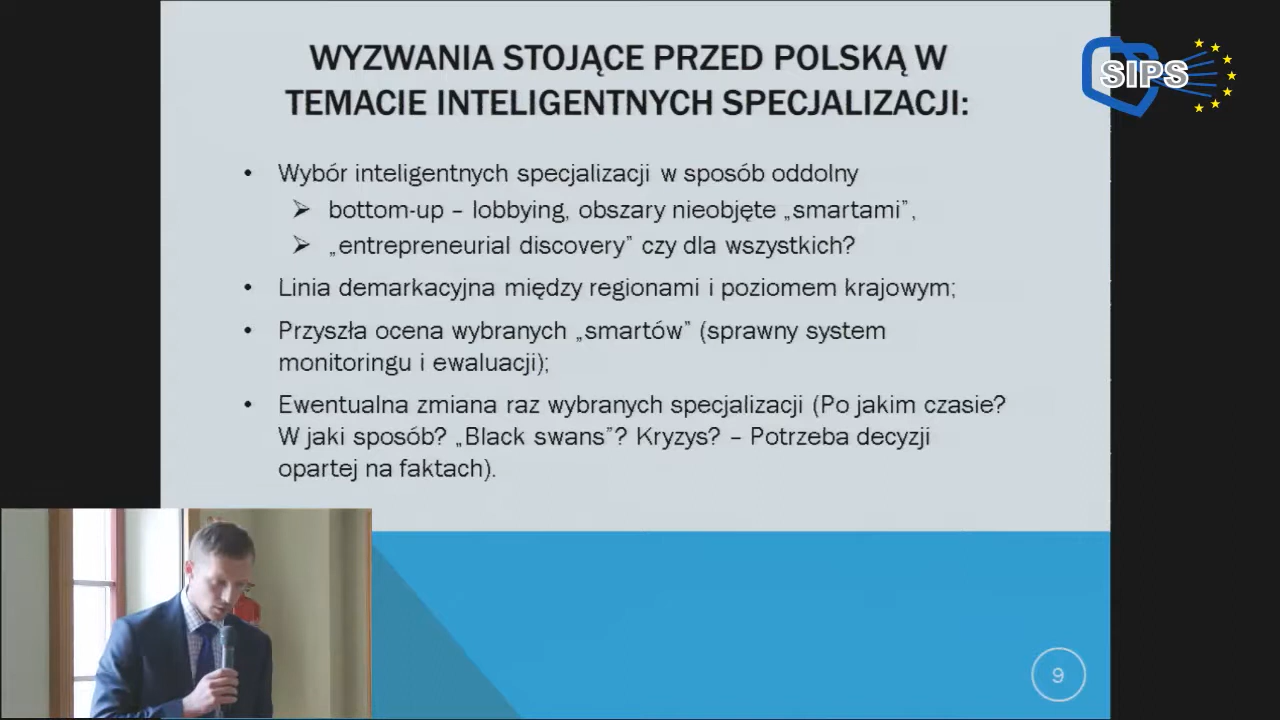 WYZWANIA STOJĄCE PRZED POLSKĄ W
TEMACIE INTELIGENTNYCH SPECJALIZACJI:
SIPS
• Wybór inteligentnych specjalizacji w sposób oddolny
➢ bottom-up – lobbying, obszary nieobjęte „smartami”,
➢ „entrepreneurial discovery” czy dla wszystkich?
• Linia demarkacyjna między regionami i poziomem krajowym;
• Przyszła ocena wybranych „smartów” (sprawny system
monitoringu i ewaluacji);
• Ewentualna zmiana raz wybranych specjalizacji (Po jakim czasie?
W jaki sposób? „Black swans”? Kryzys? – Potrzeba decyzji
opartej na faktach).
9